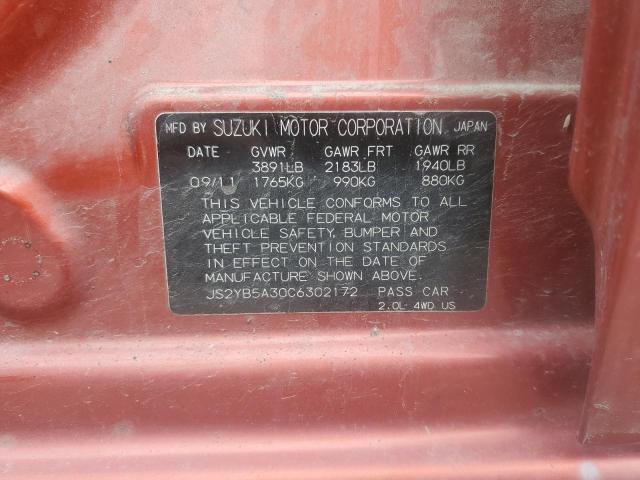 MFD BY SUZUKI MOTOR CORPORATION, JAPAN
DATE GVWR GAWR FRT GAWR RR
3891LB 2183LB 1940LB
09/11 1765KG 990KG 880KG
THIS VEHICLE CONFORMS TO ALL
APPLICABLE FEDERAL MOTOR
VEHICLE SAFETY, BUMPER AND
THEFT PREVENTION STANDARDS
IN EFFECT ON THE DATE OF
MANUFACTURE SHOWN ABOVE.
JS2YB5A30C6302172 PASS CAR
2.0L 4WD US